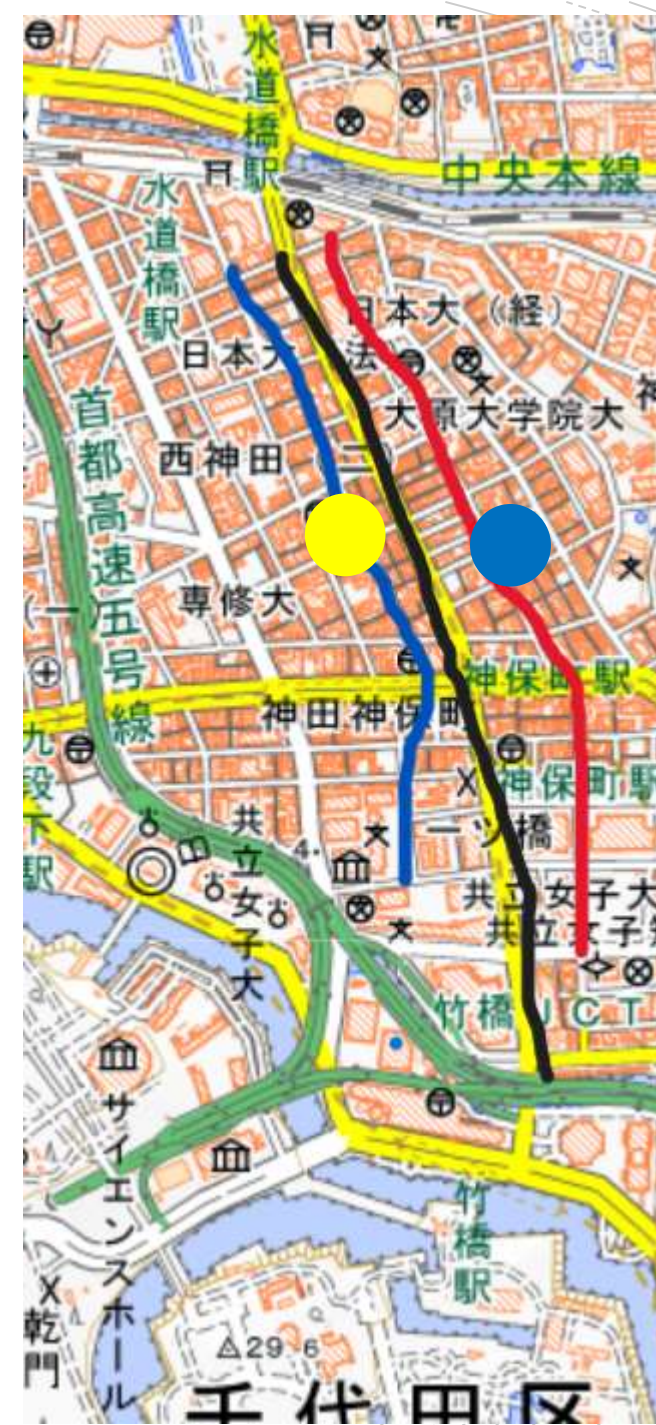 水道橋駅
中央本線
水道橋駅
日本大（経）
日本大
法）
大原大学院大
首都高速五号線
西神田（二）
専修大
（一）
神保町駅
神田神保町
九段下駅
神保町駅
一ツ橋
共立女子大
共立女子大
共立女子短
竹橋JCT
サイエンスホール
竹橋駅
乾門
29 6
千代田区